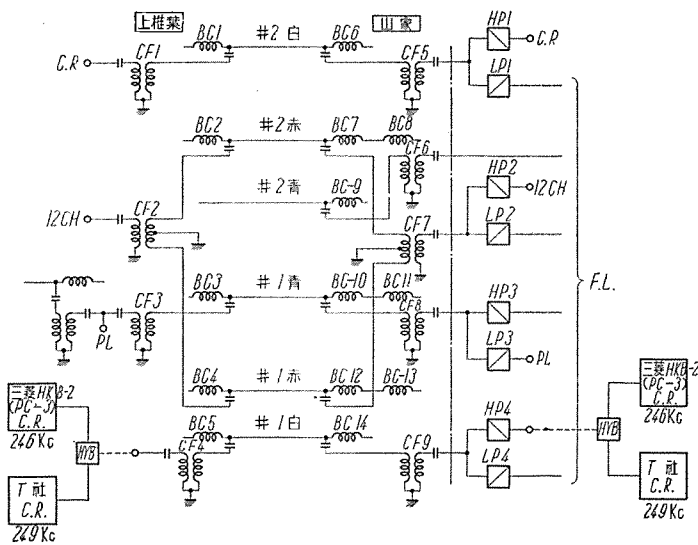 上椎葉
山家
BC1
#2白
BC6
HP1
C.R
CF1
CF5
C.R
LP1
BC2
#2赤
BC7
BC8
CF6
#2青
BC-9
HP2
12CH
12CH
CF2
CF7
LP2
F.L.
BC3
#1青
BC-10
BC11
HP3
CF3
CF8
PL
LP3
PL
BC4
#1赤
BC12
BC-13
三菱HKB-2
(PC-3)
C.R.
246Kc
BC5
#1白
BC14
HP4
三菱HKB-2
(PC-3)
C.R.
246Kc
HYB
CF4
CF9
HYB
LP4
T社
C.R.
249Kc
T社
C.R.
249Kc